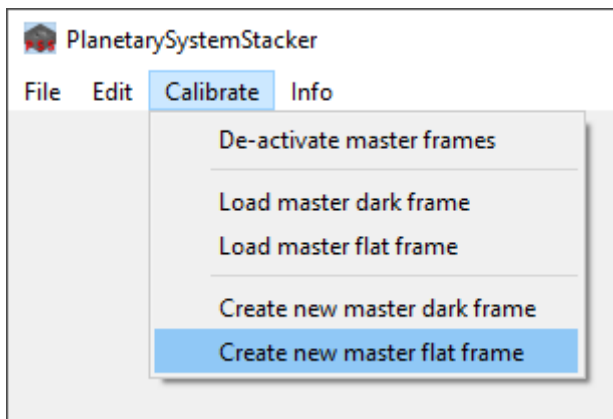 PlanetarySystemStacker
File Edit Calibrate Info
De-activate master frames
Load master dark frame
Load master flat frame
Create new master dark frame
Create new master flat frame